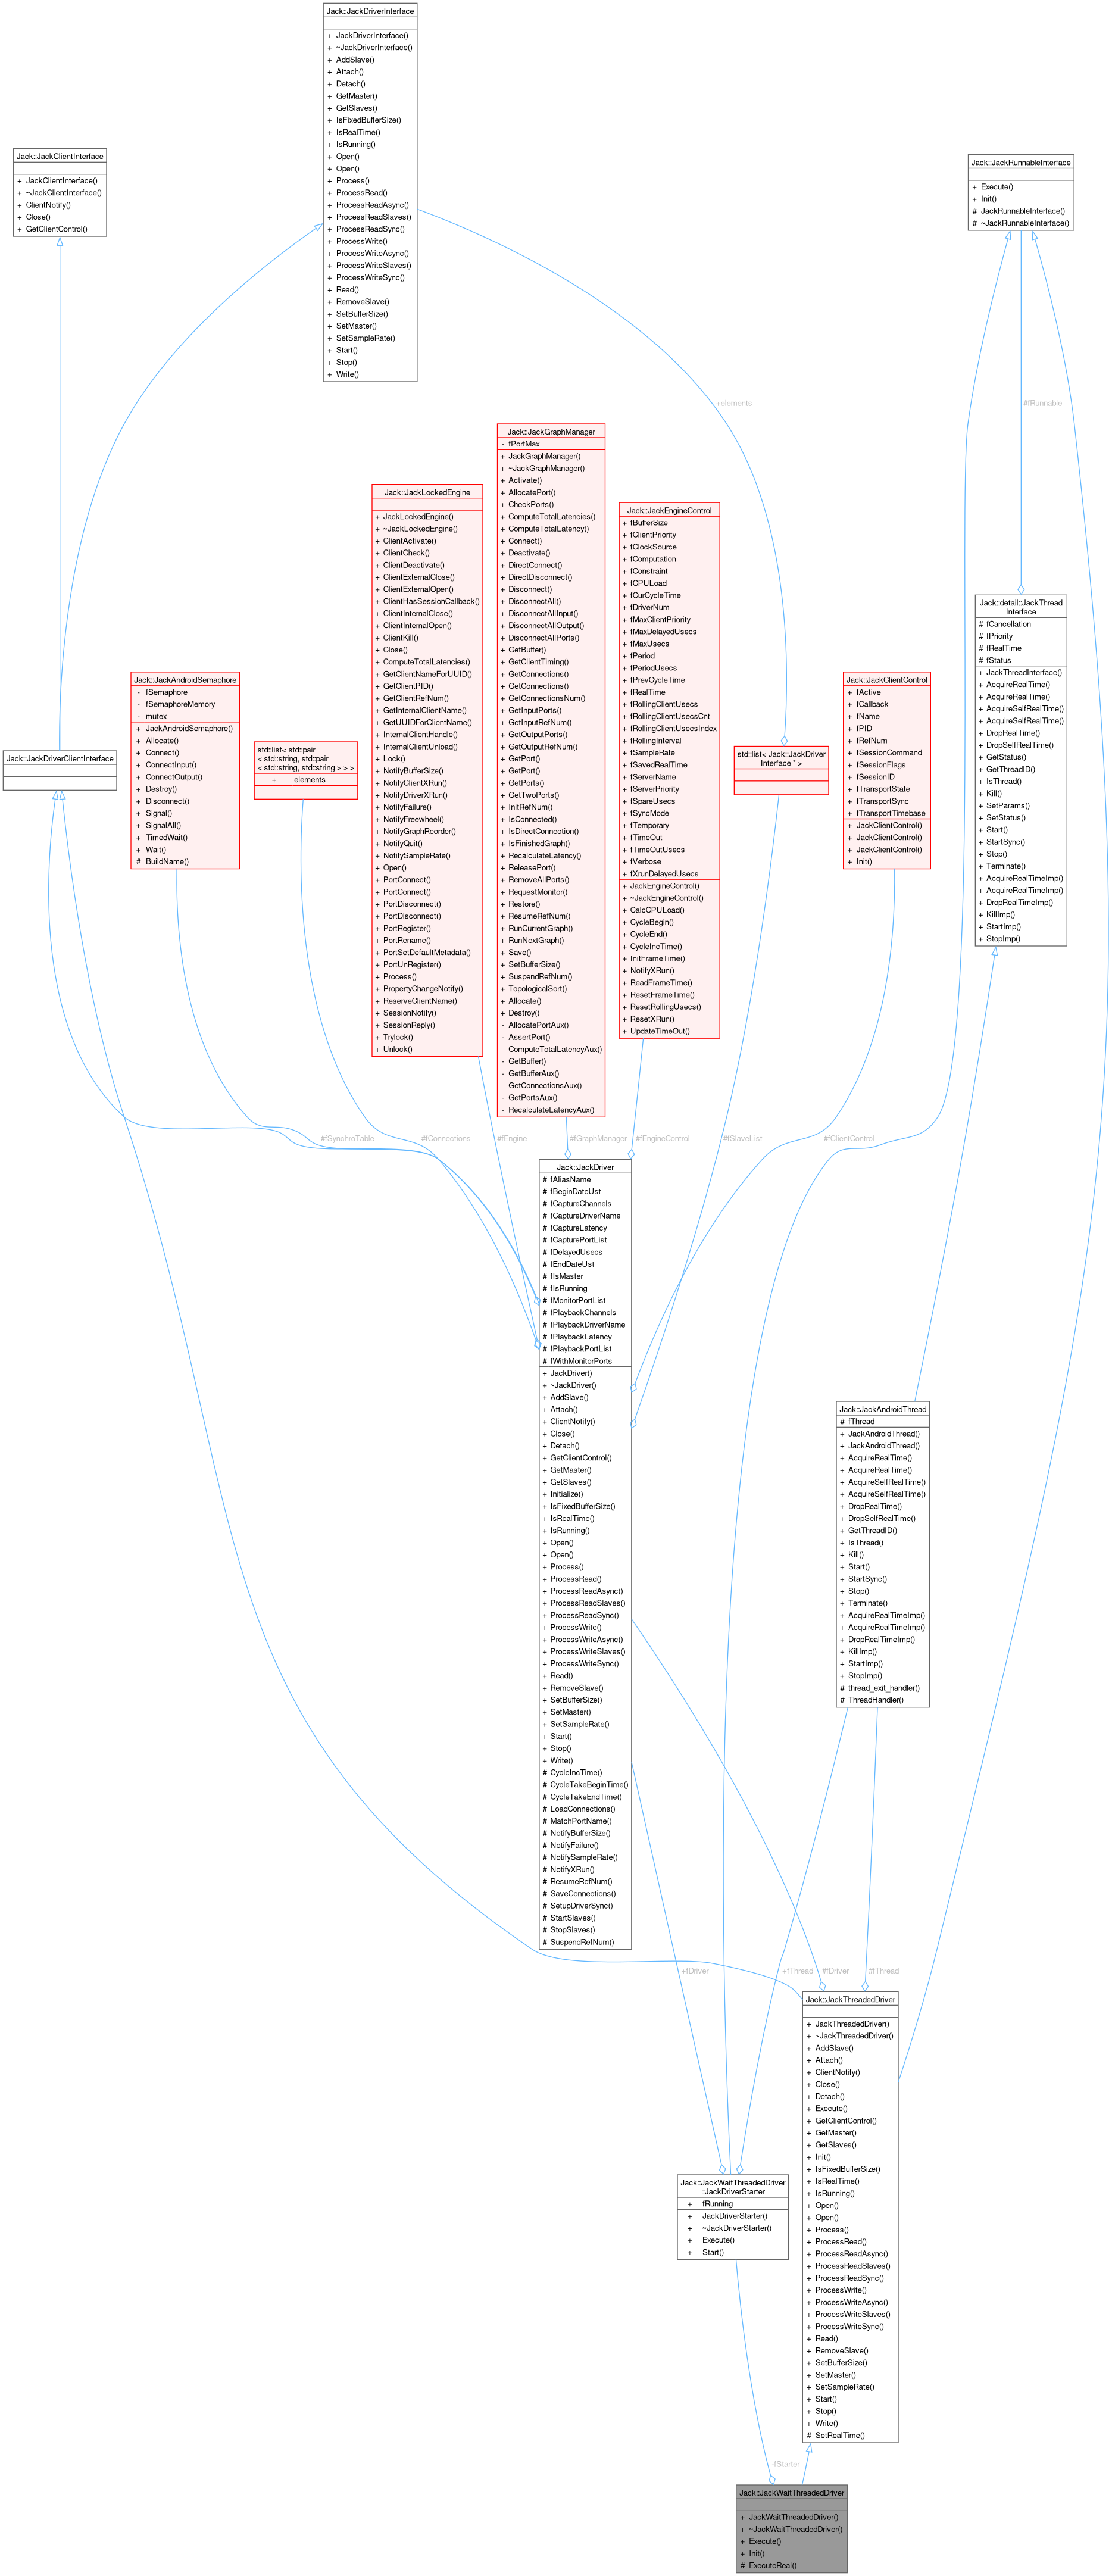 Jack::JackDriverInterface
+ JackDriverInterface()
+ ~JackDriverInterface()
+ AddSlave()
+ Attach()
+ Detach()
+ GetMaster()
+ GetSlaves()
+ IsFixedBufferSize()
+ IsRealTime()
+ IsRunning()
+ Open()
+ Open()
+ Process()
+ ProcessRead()
+ ProcessReadAsync()
+ ProcessReadSlaves()
+ ProcessReadSync()
+ ProcessWrite()
+ ProcessWriteAsync()
+ ProcessWriteSlaves()
+ ProcessWriteSync()
+ Read()
+ RemoveSlave()
+ SetBufferSize()
+ SetMaster()
+ SetSampleRate()
+ Start()
+ Stop()
+ Write()
Jack::JackClientInterface
+ JackClientInterface()
+ ~JackClientInterface()
+ ClientNotify()
+ Close()
+ GetClientControl()
Jack::JackRunnableInterface
+ Execute()
+ Init()
# JackRunnableInterface()
# ~JackRunnableInterface()
+elements
#fRunnable
Jack::JackGraphManager
- fPortMax
+ JackGraphManager()
+ ~JackGraphManager()
+ Activate()
+ AllocatePort()
+ CheckPorts()
+ ComputeTotalLatencies()
+ ComputeTotalLatency()
+ Connect()
+ Deactivate()
+ DirectConnect()
+ DirectDisconnect()
+ Disconnect()
+ DisconnectAll()
+ DisconnectAllInput()
+ DisconnectAllOutput()
+ DisconnectAllPorts()
+ GetBuffer()
+ GetClientTiming()
+ GetConnections()
+ GetConnections()
+ GetConnectionsNum()
+ GetInputPorts()
+ GetInputRefNum()
+ GetOutputPorts()
+ GetOutputRefNum()
+ GetPort()
+ GetPort()
+ GetPorts()
+ GetTwoPorts()
+ InitRefNum()
+ IsConnected()
+ IsDirectConnection()
+ IsFinishedGraph()
+ RecalculateLatency()
+ ReleasePort()
+ RemoveAllPorts()
+ RequestMonitor()
+ Restore()
+ ResumeRefNum()
+ RunCurrentGraph()
+ RunNextGraph()
+ Save()
+ SetBufferSize()
+ SuspendRefNum()
+ TopologicalSort()
+ Allocate()
+ Destroy()
- AllocatePortAux()
- AssertPort()
- ComputeTotalLatencyAux()
- GetBuffer()
- GetBufferAux()
- GetConnectionsAux()
- GetPortsAux()
- RecalculateLatencyAux()
Jack::JackLockedEngine
+ JackLockedEngine()
+ ~JackLockedEngine()
+ ClientActivate()
+ ClientCheck()
+ ClientDeactivate()
+ ClientExternalClose()
+ ClientExternalOpen()
+ ClientHasSessionCallback()
+ ClientInternalClose()
+ ClientInternalOpen()
+ ClientKill()
+ Close()
+ ComputeTotalLatencies()
+ GetClientNameForUUID()
+ GetClientPID()
+ GetClientRefNum()
+ GetInternalClientName()
+ GetUUIDForClientName()
+ InternalClientHandle()
+ InternalClientUnload()
+ Lock()
+ NotifyBufferSize()
+ NotifyClientXRun()
+ NotifyDriverXRun()
+ NotifyFailure()
+ NotifyFreewheel()
+ NotifyGraphReorder()
+ NotifyQuit()
+ NotifySampleRate()
+ Open()
+ PortConnect()
+ PortConnect()
+ PortDisconnect()
+ PortDisconnect()
+ PortRegister()
+ PortRename()
+ PortSetDefaultMetadata()
+ PortUnRegister()
+ Process()
+ PropertyChangeNotify()
+ ReserveClientName()
+ SessionNotify()
+ SessionReply()
+ Trylock()
+ Unlock()
Jack::JackEngineControl
+ fBufferSize
+ fClientPriority
+ fClockSource
+ fComputation
+ fConstraint
+ fCPULoad
+ fCurCycleTime
+ fDriverNum
+ fMaxClientPriority
+ fMaxDelayedUsecs
+ fMaxUsecs
+ fPeriod
+ fPeriodUsecs
+ fPrevCycleTime
+ fRealTime
+ fRollingClientUsecs
+ fRollingClientUsecsCnt
+ fRollingClientUsecsIndex
+ fRollingInterval
+ fSampleRate
+ fSavedRealTime
+ fServerName
+ fServerPriority
+ fSpareUsecs
+ fSyncMode
+ fTemporary
+ fTimeOut
+ fTimeOutUsecs
+ fVerbose
+ fXrunDelayedUsecs
+ JackEngineControl()
+ ~JackEngineControl()
+ CalcCPULoad()
+ CycleBegin()
+ CycleEnd()
+ CycleIncTime()
+ InitFrameTime()
+ NotifyXRun()
+ ReadFrameTime()
+ ResetFrameTime()
+ ResetRollingUsecs()
+ ResetXRun()
+ UpdateTimeOut()
Jack::detail::JackThread
Interface
# fCancellation
# fPriority
# fRealTime
# fStatus
+ JackThreadInterface()
+ AcquireRealTime()
+ AcquireRealTime()
+ AcquireSelfRealTime()
+ AcquireSelfRealTime()
+ DropRealTime()
+ DropSelfRealTime()
+ GetStatus()
+ GetThreadID()
+ IsThread()
+ Kill()
+ SetParams()
+ SetStatus()
+ Start()
+ StartSync()
+ Stop()
+ Terminate()
+ AcquireRealTimeImp()
+ AcquireRealTimeImp()
+ DropRealTimeImp()
+ KillImp()
+ StartImp()
+ StopImp()
Jack::JackAndroidSemaphore
- fSemaphore
- fSemaphoreMemory
- mutex
+ JackAndroidSemaphore()
+ Allocate()
+ Connect()
+ ConnectInput()
+ ConnectOutput()
+ Destroy()
+ Disconnect()
+ Signal()
+ SignalAll()
+ TimedWait()
+ Wait()
# BuildName()
Jack::JackClientControl
+ fActive
+ fCallback
+ fName
+ fPID
+ fRefNum
+ fSessionCommand
+ fSessionFlags
+ fSessionID
+ fTransportState
+ fTransportSync
+ fTransportTimebase
+ JackClientControl()
+ JackClientControl()
+ JackClientControl()
+ Init()
Jack::JackDriverClientInterface
std::list< std::pair
< std::string, std::pair
< std::string, std::string > > >
+ elements
std::list< Jack::JackDriver
Interface * >
#fSynchroTable
#fConnections
#fEngine
#fGraphManager
#fEngineControl
#fSlaveList
#fClientControl
Jack::JackDriver
# fAliasName
# fBeginDateUst
# fCaptureChannels
# fCaptureDriverName
# fCaptureLatency
# fCapturePortList
# fDelayedUsecs
# fEndDateUst
# fIsMaster
# fIsRunning
# fMonitorPortList
# fPlaybackChannels
# fPlaybackDriverName
# fPlaybackLatency
# fPlaybackPortList
# fWithMonitorPorts
+ JackDriver()
+ ~JackDriver()
+ AddSlave()
+ Attach()
+ ClientNotify()
+ Close()
+ Detach()
+ GetClientControl()
+ GetMaster()
+ GetSlaves()
+ Initialize()
+ IsFixedBufferSize()
+ IsRealTime()
+ IsRunning()
+ Open()
+ Open()
+ Process()
+ ProcessRead()
+ ProcessReadAsync()
+ ProcessReadSlaves()
+ ProcessReadSync()
+ ProcessWrite()
+ ProcessWriteAsync()
+ ProcessWriteSlaves()
+ ProcessWriteSync()
+ Read()
+ RemoveSlave()
+ SetBufferSize()
+ SetMaster()
+ SetSampleRate()
+ Start()
+ Stop()
+ Write()
# CycleIncTime()
# CycleTakeBeginTime()
# CycleTakeEndTime()
# LoadConnections()
# MatchPortName()
# NotifyBufferSize()
# NotifyFailure()
# NotifySampleRate()
# NotifyXRun()
# ResumeRefNum()
# SaveConnections()
# SetupDriverSync()
# StartSlaves()
# StopSlaves()
# SuspendRefNum()
Jack::JackAndroidThread
# fThread
+ JackAndroidThread()
+ JackAndroidThread()
+ AcquireRealTime()
+ AcquireRealTime()
+ AcquireSelfRealTime()
+ AcquireSelfRealTime()
+ DropRealTime()
+ DropSelfRealTime()
+ GetThreadID()
+ IsThread()
+ Kill()
+ Start()
+ StartSync()
+ Stop()
+ Terminate()
+ AcquireRealTimeImp()
+ AcquireRealTimeImp()
+ DropRealTimeImp()
+ KillImp()
+ StartImp()
+ StopImp()
# thread_exit_handler()
# ThreadHandler()
+fDriver
+fThread
#fDriver
#fThread
Jack::JackThreadedDriver
+ JackThreadedDriver()
+ ~JackThreadedDriver()
+ AddSlave()
+ Attach()
+ ClientNotify()
+ Close()
+ Detach()
+ Execute()
+ GetClientControl()
+ GetMaster()
+ GetSlaves()
+ Init()
+ IsFixedBufferSize()
+ IsRealTime()
+ IsRunning()
+ Open()
+ Open()
+ Process()
+ ProcessRead()
+ ProcessReadAsync()
+ ProcessReadSlaves()
+ ProcessReadSync()
+ ProcessWrite()
+ ProcessWriteAsync()
+ ProcessWriteSlaves()
+ ProcessWriteSync()
+ Read()
+ RemoveSlave()
+ SetBufferSize()
+ SetMaster()
+ SetSampleRate()
+ Start()
+ Stop()
+ Write()
# SetRealTime()
Jack::JackWaitThreadedDriver
::JackDriverStarter
+ fRunning
+ JackDriverStarter()
+ ~JackDriverStarter()
+ Execute()
+ Start()
-fStarter
Jack::JackWaitThreadedDriver
+ JackWaitThreadedDriver()
+ ~JackWaitThreadedDriver()
+ Execute()
+ Init()
# ExecuteReal()